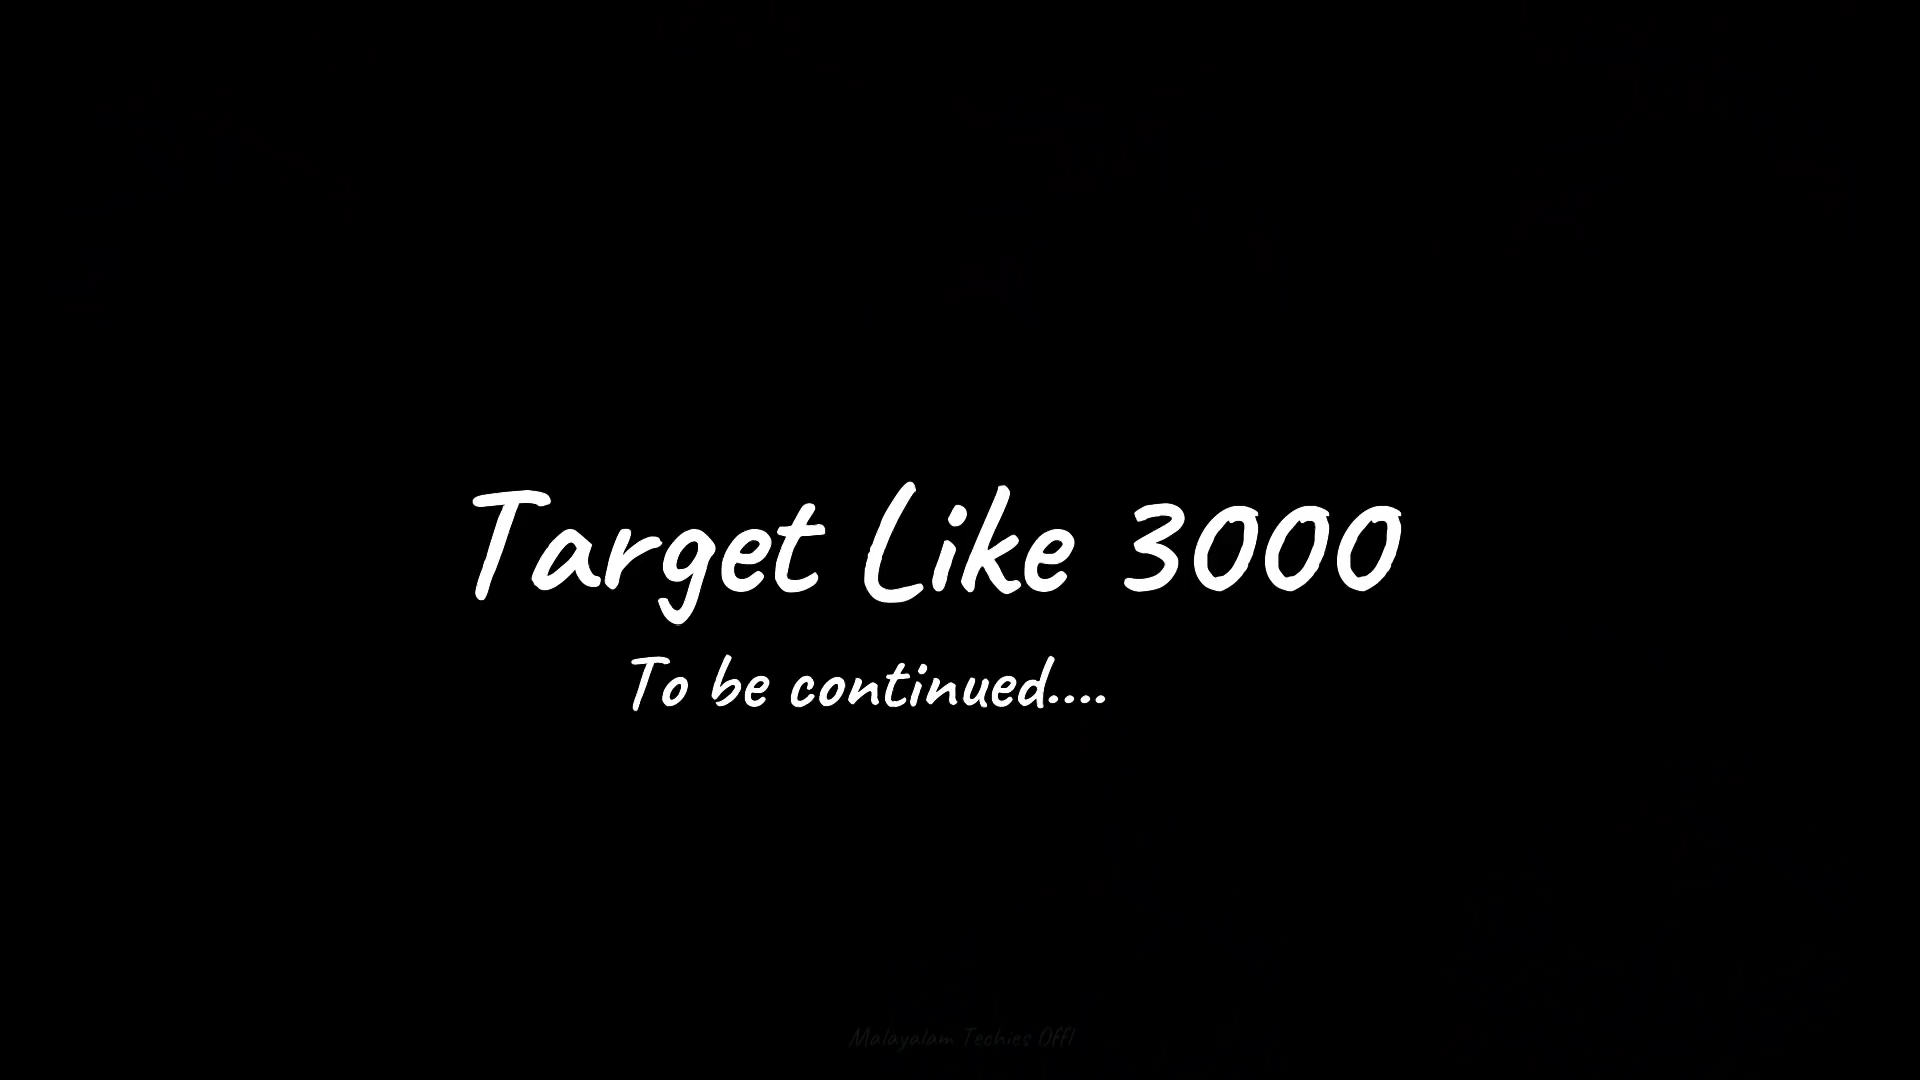 Target Like 3000
To be continued....
Malayalam Techies Offl